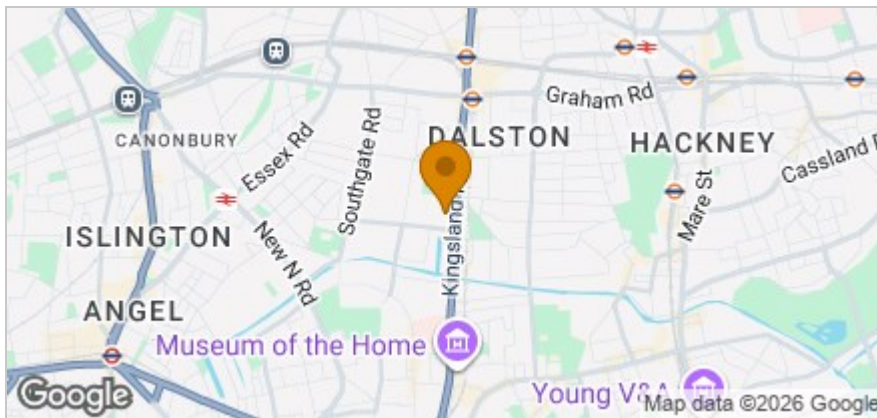 Graham Rd
DALSTON
CANONBURY
Essex Rd
HACKNEY
Southgate Rd
Cassland
Mare St
ISLINGTON
New N Rd
Kingsland
ANGEL
Museum of the Home
Young V&A
Google
Map data ©2026 Google